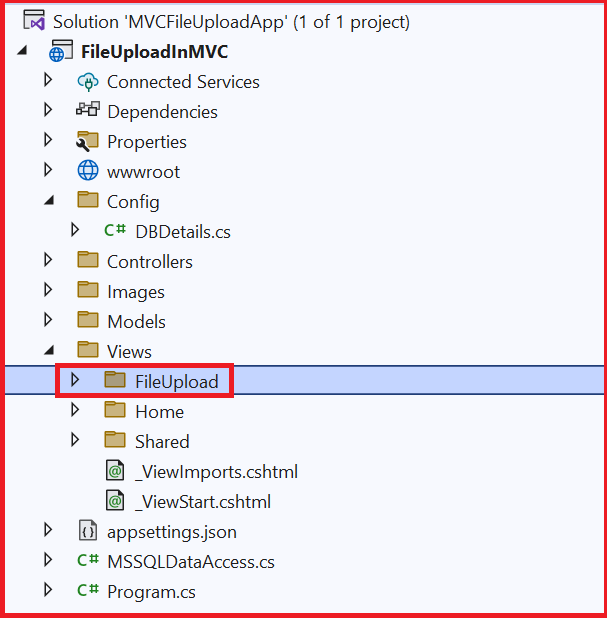 Solution 'MVCFileUploadApp' (1 of 1 project)
FileUploadInMVC
Connected Services
Dependencies
Properties
wwwroot
Config
C# DBDetails.cs
Controllers
Images
Models
Views
FileUpload
Home
Shared
@ _ViewImports.cshtml
@ _ViewStart.cshtml
{} appsettings.json
C# MSSQLDataAccess.cs
C# Program.cs